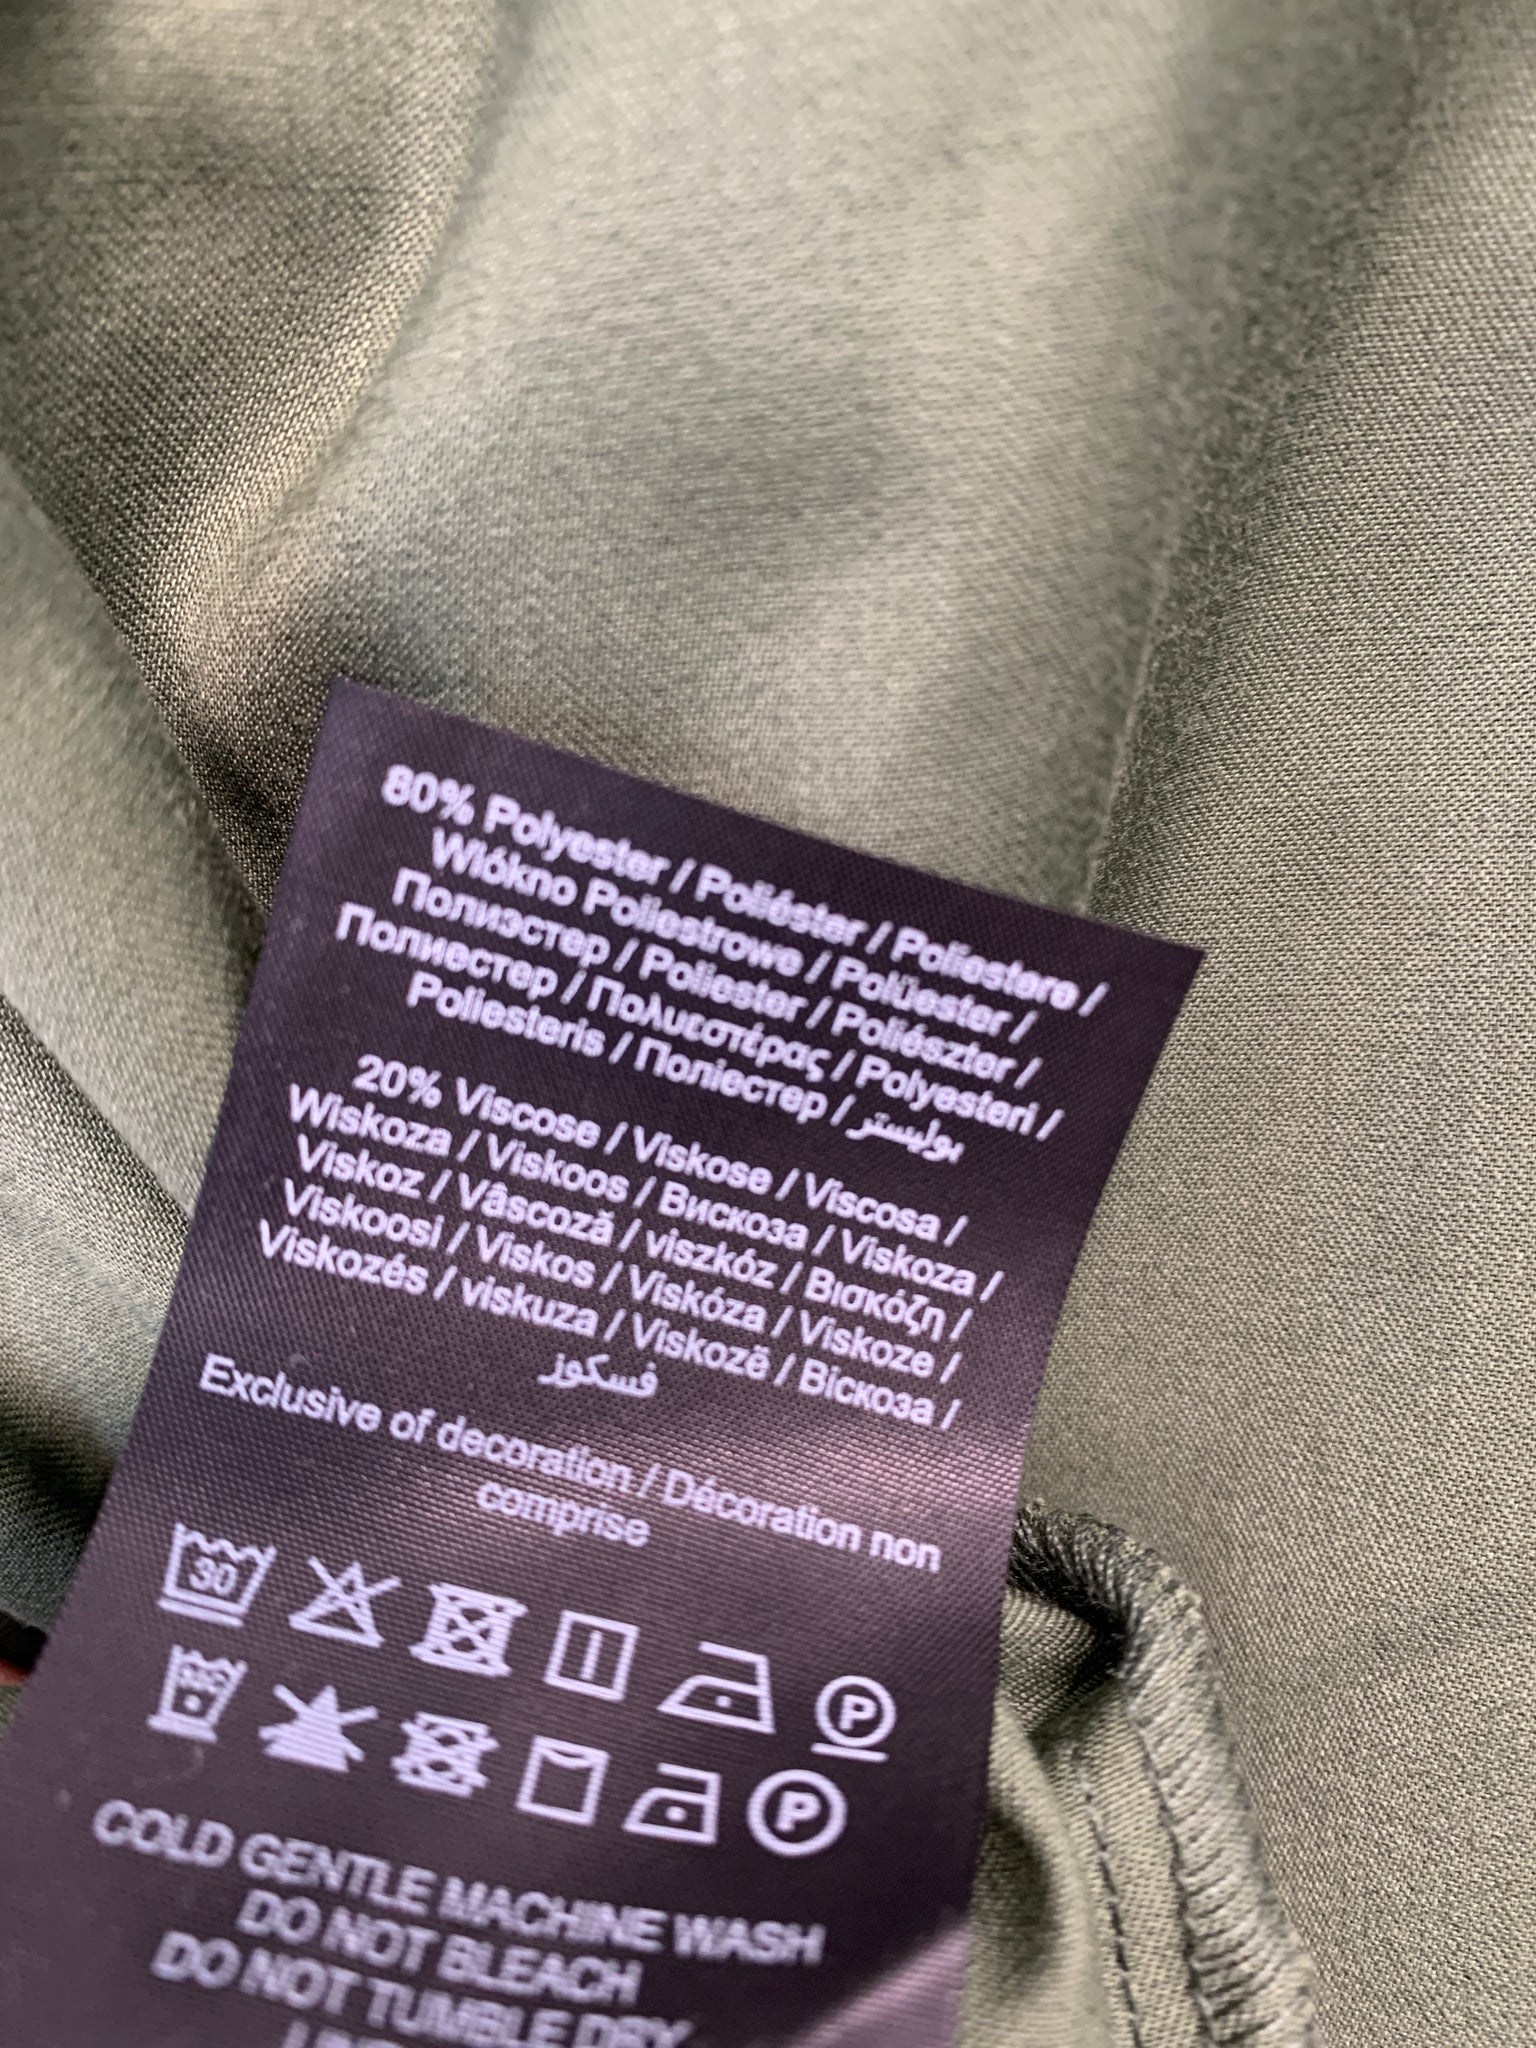 80% Polyester / Poliéster / Poliestere /
Włókno Poliestrowe / Polüester /
Полиэстер / Poliester / Poliészter /
Полиестер / Πολυεστέρας / Polyesteri /
Poliesteris / Поліестер / بوليستر
20% Viscose / Viskose / Viscosa /
Wiskoza / Viskoos / Вискоза / Viskoza /
Viskoz / Vâscoză / viszkóz / Βισκόζη /
Viskoosi / Viskos / Viskóza / Viskoze /
Viskozés / viskuza / Viskozë / Віскоза /
فسكوز
Exclusive of decoration / Décoration non
comprise
30
P
P
COLD GENTLE MACHINE WASH
DO NOT BLEACH
DO NOT TUMBLE DRY